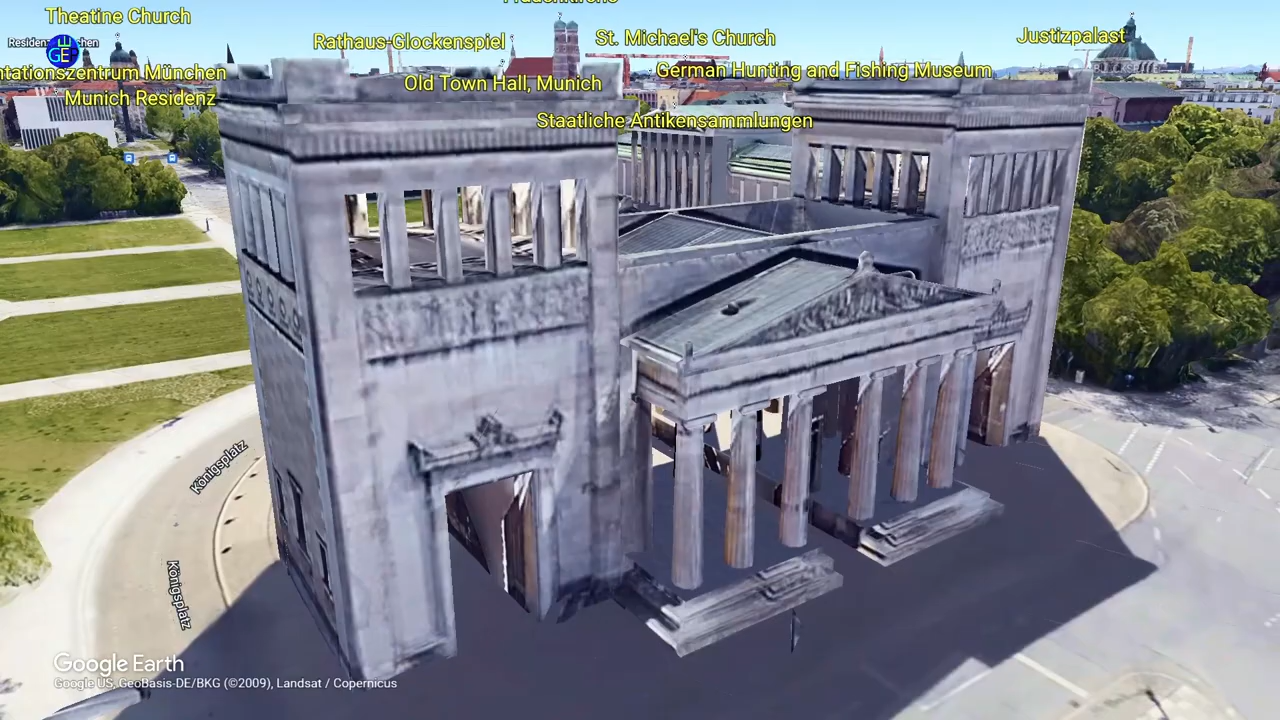 Theatine Church
Rathaus-Glockenspiel
St. Michael's Church
Justizpalast
GEP
ntationszentrum München
Old Town Hall, Munich
German Hunting and Fishing Museum
Munich Residenz
Staatliche Antikensammlungen
Königsplatz
Königsplatz
Google Earth
Google US, GeoBasis-DE/BKG (©2009), Landsat / Copernicus